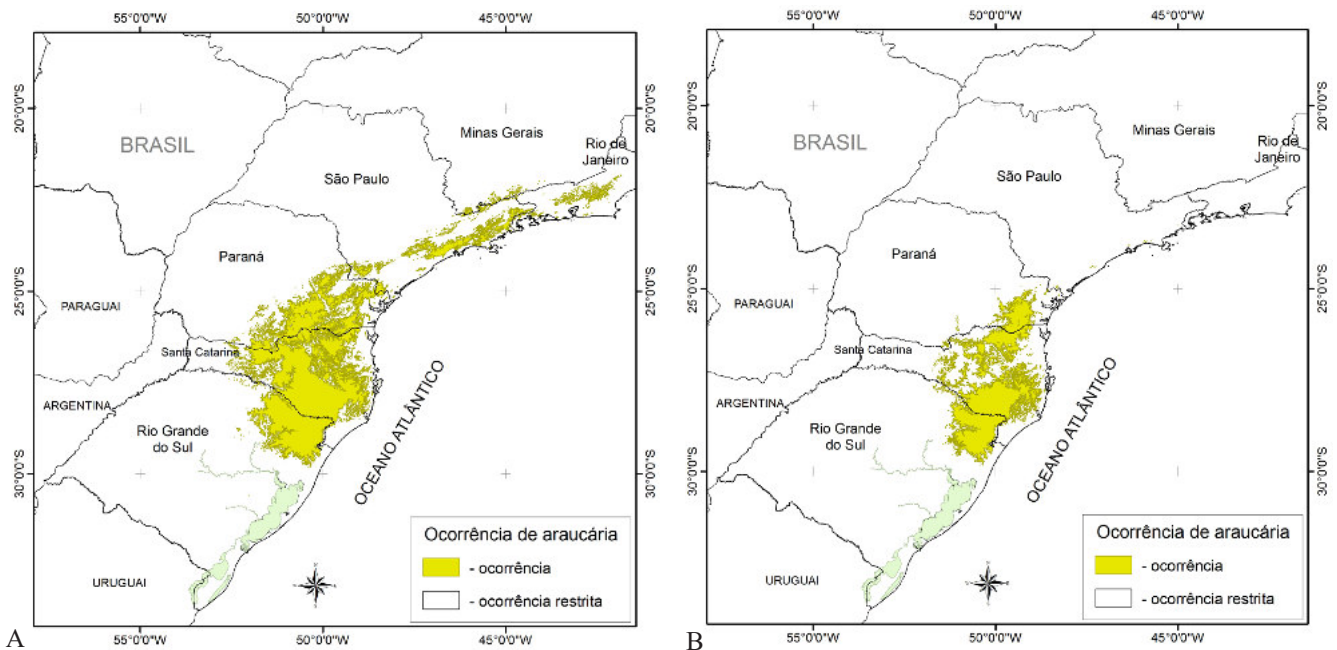 55°0'0"W 50°0'0"W 45°0'0"W
20°0'0"S 20°0'0"S
25°0'0"S 25°0'0"S
30°0'0"S 30°0'0"S
BRASIL
Minas Gerais
Rio de
Janeiro
São Paulo
Paraná
PARAGUAI
Santa Catarina
ARGENTINA
Rio Grande
do Sul
OCEANO ATLÂNTICO
URUGUAI
Ocorrência de araucária
- ocorrência
- ocorrência restrita
55°0'0"W 50°0'0"W 45°0'0"W
A
55°0'0"W 50°0'0"W 45°0'0"W
20°0'0"S 20°0'0"S
25°0'0"S 25°0'0"S
30°0'0"S 30°0'0"S
BRASIL
Minas Gerais
Rio de
Janeiro
São Paulo
Paraná
PARAGUAI
Santa Catarina
ARGENTINA
Rio Grande
do Sul
OCEANO ATLÂNTICO
URUGUAI
Ocorrência de araucária
- ocorrência
- ocorrência restrita
55°0'0"W 50°0'0"W 45°0'0"W
B